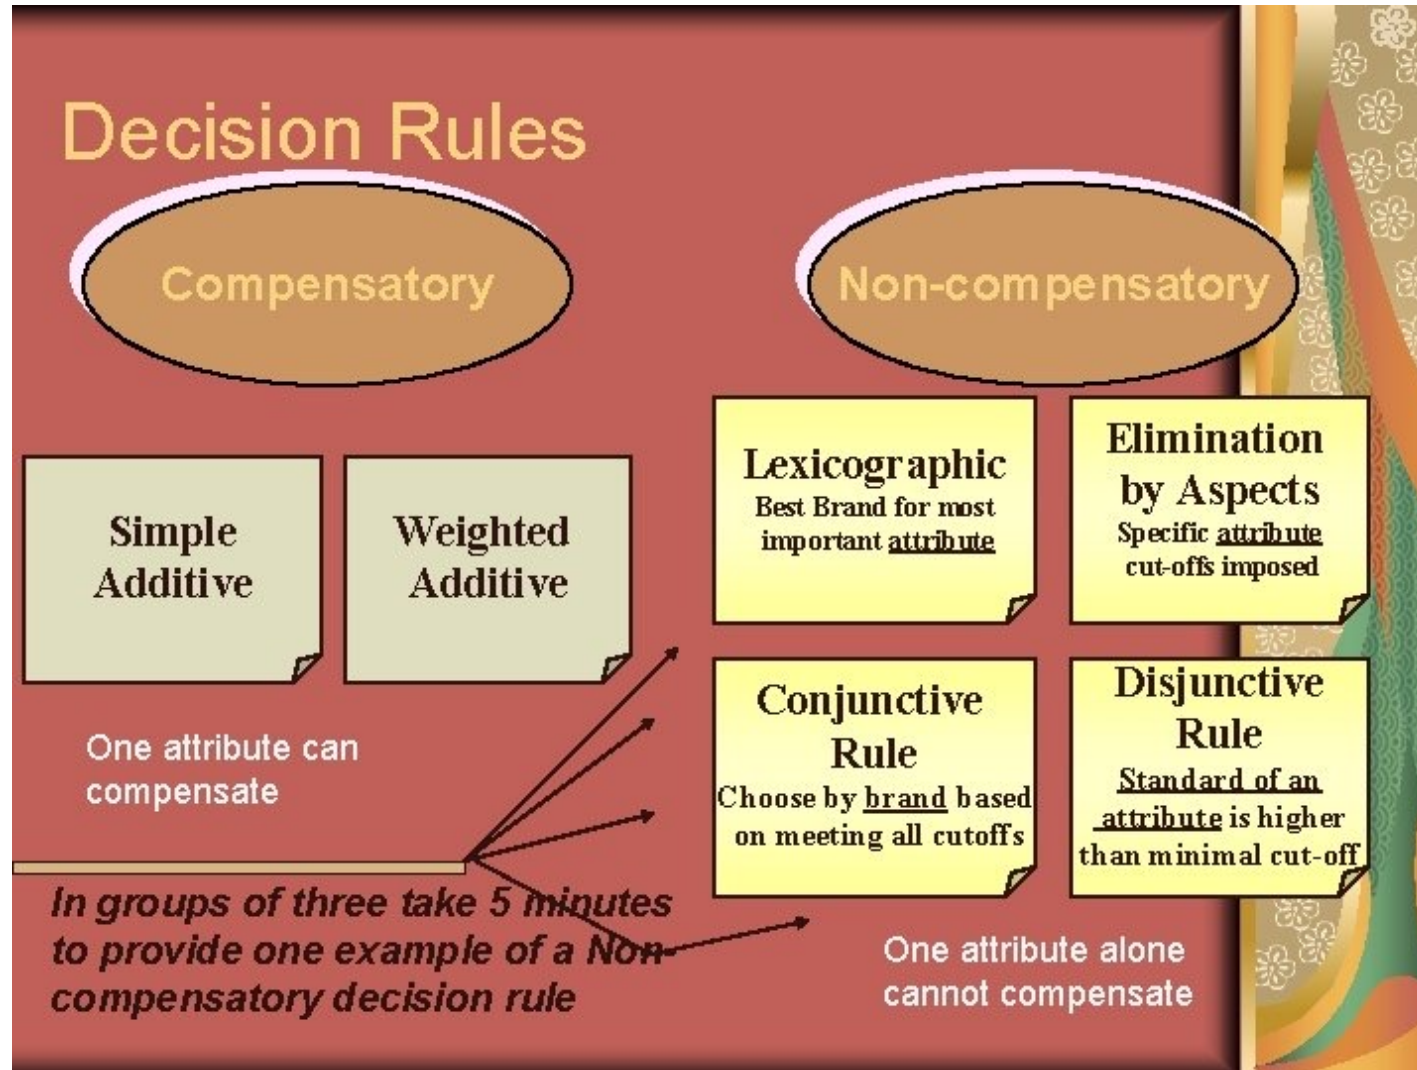 Decision Rules
Compensatory
Non-compensatory
Simple
Additive
Weighted
Additive
One attribute can
compensate
Lexicographic
Best Brand for most
important attribute
Elimination
by Aspects
Specific attribute
cut-offs imposed
Conjunctive
Rule
Choose by brand based
on meeting all cutoffs
Disjunctive
Rule
Standard of an
attribute is higher
than minimal cut-off
In groups of three take 5 minutes
to provide one example of a Non-
compensatory decision rule
One attribute alone
cannot compensate